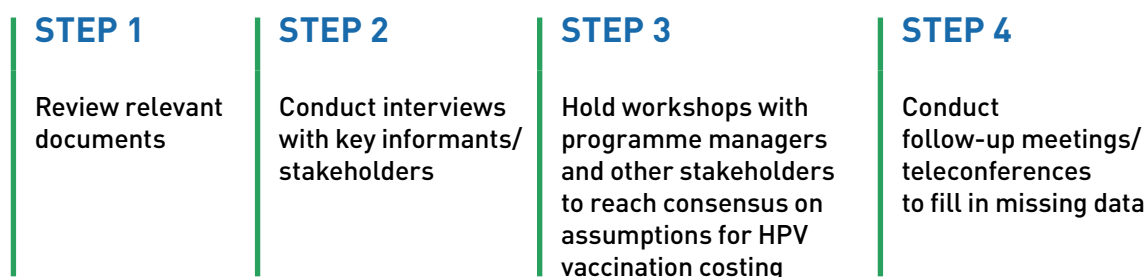 STEP 1
Review relevant
documents
STEP 2
Conduct interviews
with key informants/
stakeholders
STEP 3
Hold workshops with
programme managers
and other stakeholders
to reach consensus on
assumptions for HPV
vaccination costing
STEP 4
Conduct
follow-up meetings/
teleconferences
to fill in missing data